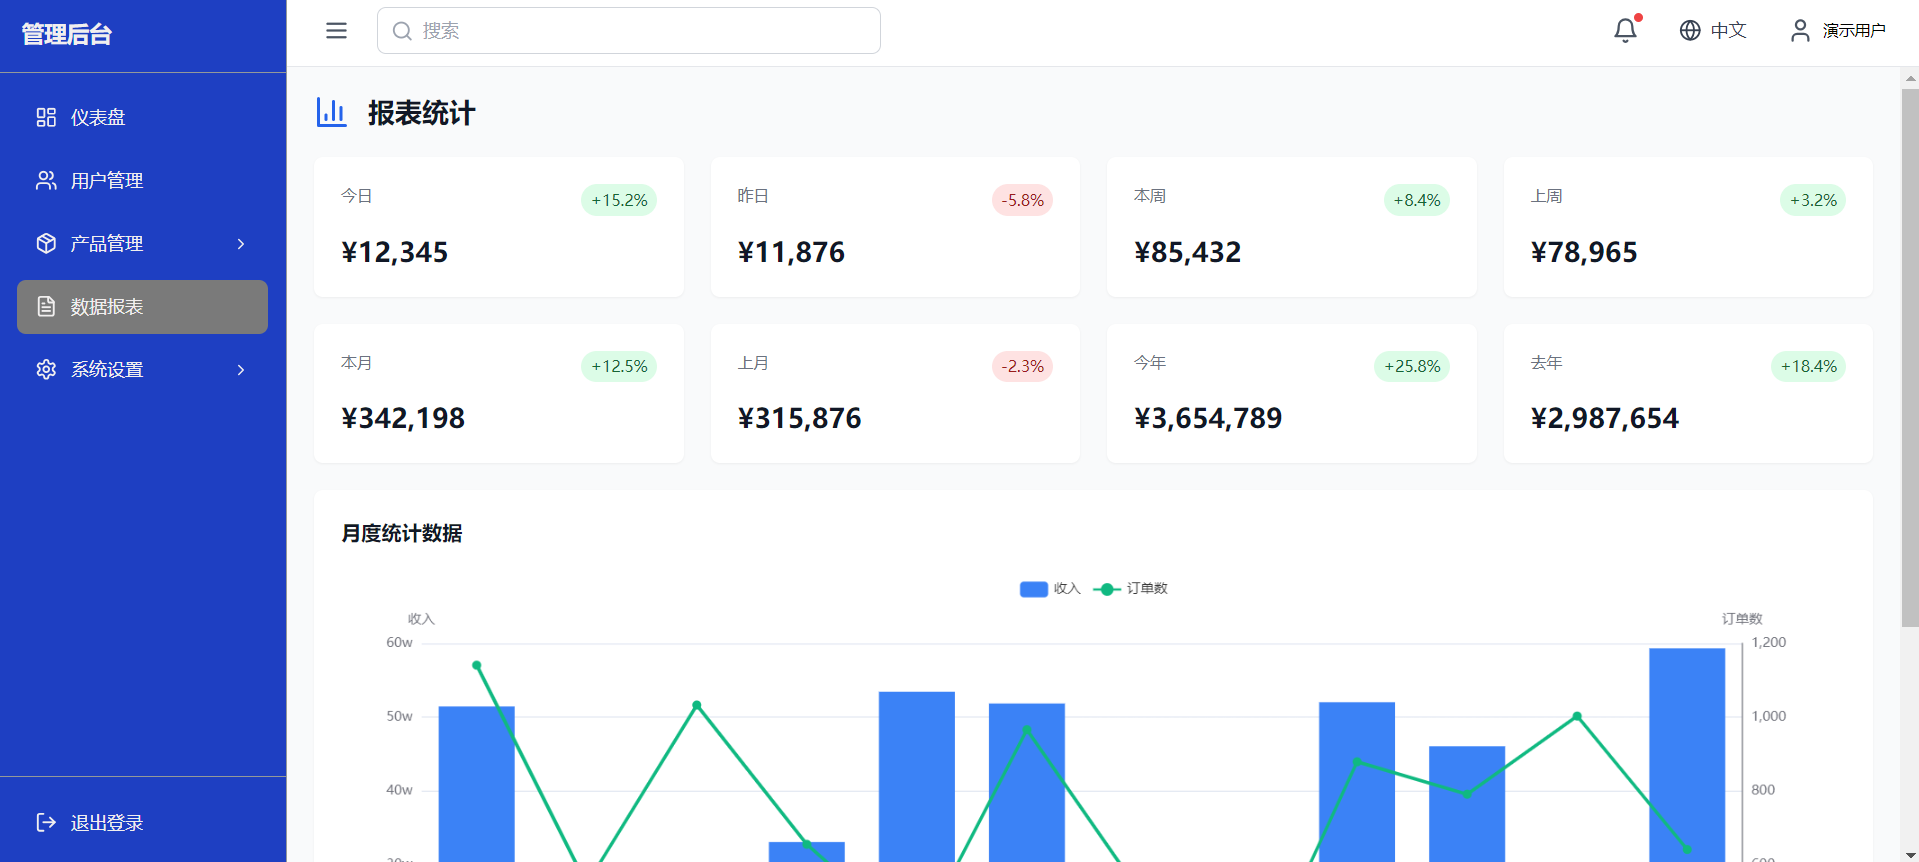 管理后台
搜索
中文
演示用户
仪表盘
用户管理
产品管理
数据报表
系统设置
退出登录
报表统计
今日
+15.2%
¥12,345
昨日
-5.8%
¥11,876
本周
+8.4%
¥85,432
上周
+3.2%
¥78,965
本月
+12.5%
¥342,198
上月
-2.3%
¥315,876
今年
+25.8%
¥3,654,789
去年
+18.4%
¥2,987,654
月度统计数据
收入
订单数
收入
订单数
60w
1,200
50w
1,000
40w
800